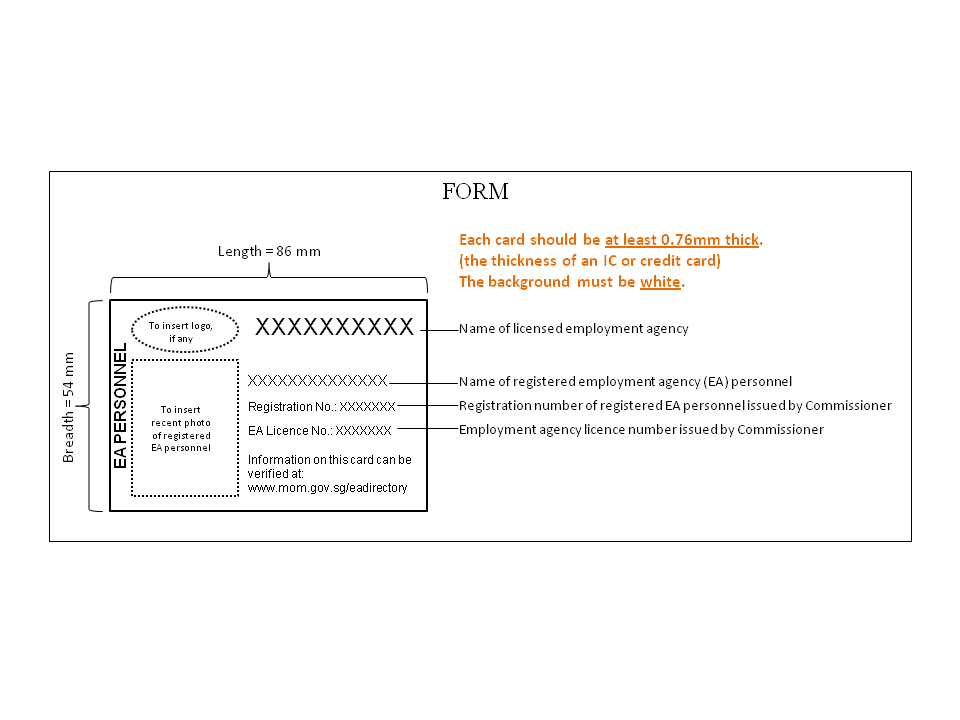 FORM
Each card should be at least 0.76mm thick.
(the thickness of an IC or credit card)
The background must be white.
Length = 86 mm
Breadth = 54 mm
EA PERSONNEL
To insert logo,
if any
XXXXXXXXXX
Name of licensed employment agency
To insert
recent photo
of registered
EA personnel
XXXXXXXXXXXXXX
Name of registered employment agency (EA) personnel
Registration No.: XXXXXXX
Registration number of registered EA personnel issued by Commissioner
EA Licence No.: XXXXXXX
Employment agency licence number issued by Commissioner
Information on this card can be
verified at:
www.mom.gov.sg/eadirectory